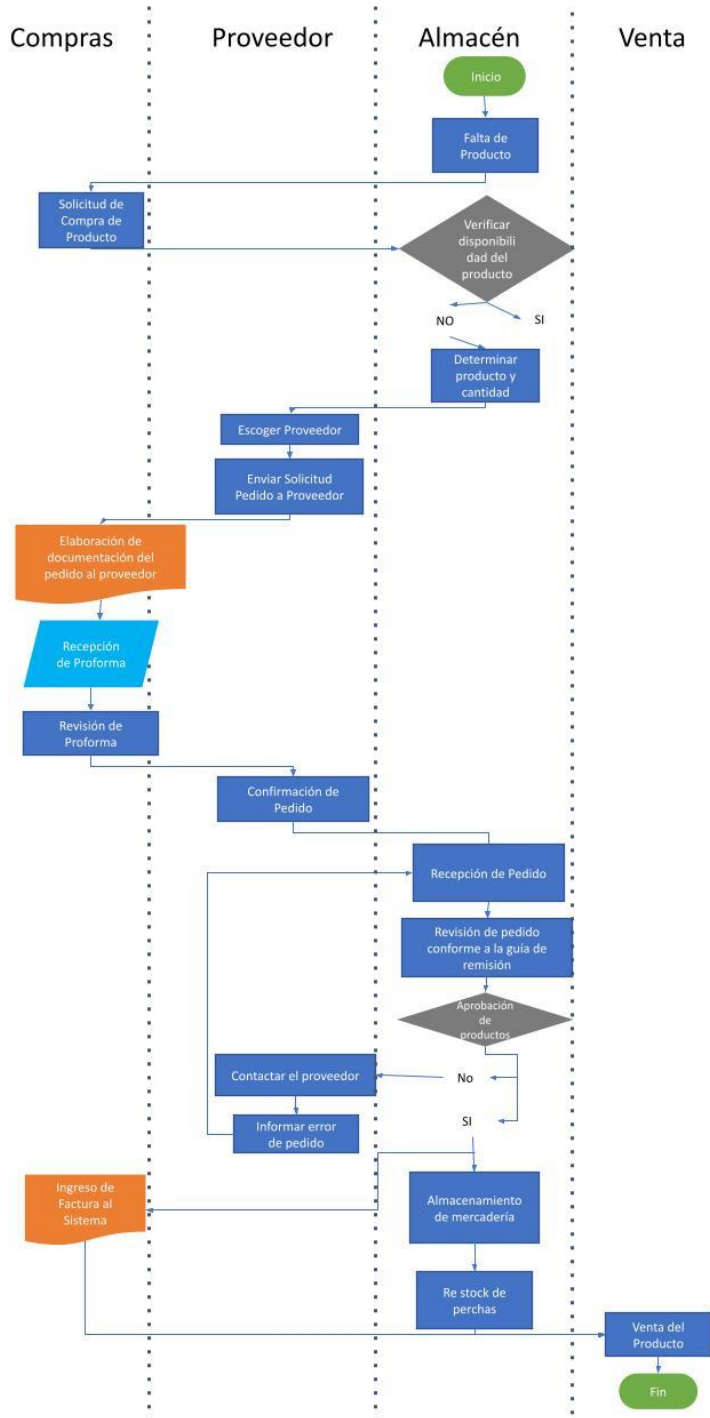 Compras Proveedor Almacén Venta
Inicio
Falta de
Producto
Solicitud de
Compra de
Producto
Verificar
disponibili
dad del
producto
NO
SI
Determinar
producto y
cantidad
Escoger Proveedor
Enviar Solicitud
Pedido a Proveedor
Elaboración de
documentación del
pedido al proveedor
Recepción
de Proforma
Revisión de
Proforma
Confirmación de
Pedido
Recepción de Pedido
Revisión de pedido
conforme a la guía de
remisión
Aprobación
de
productos
Contactar el proveedor
No
Informar error
de pedido
SI
Ingreso de
Factura al
Sistema
Almacenamiento
de mercadería
Re stock de
perchas
Venta del
Producto
Fin